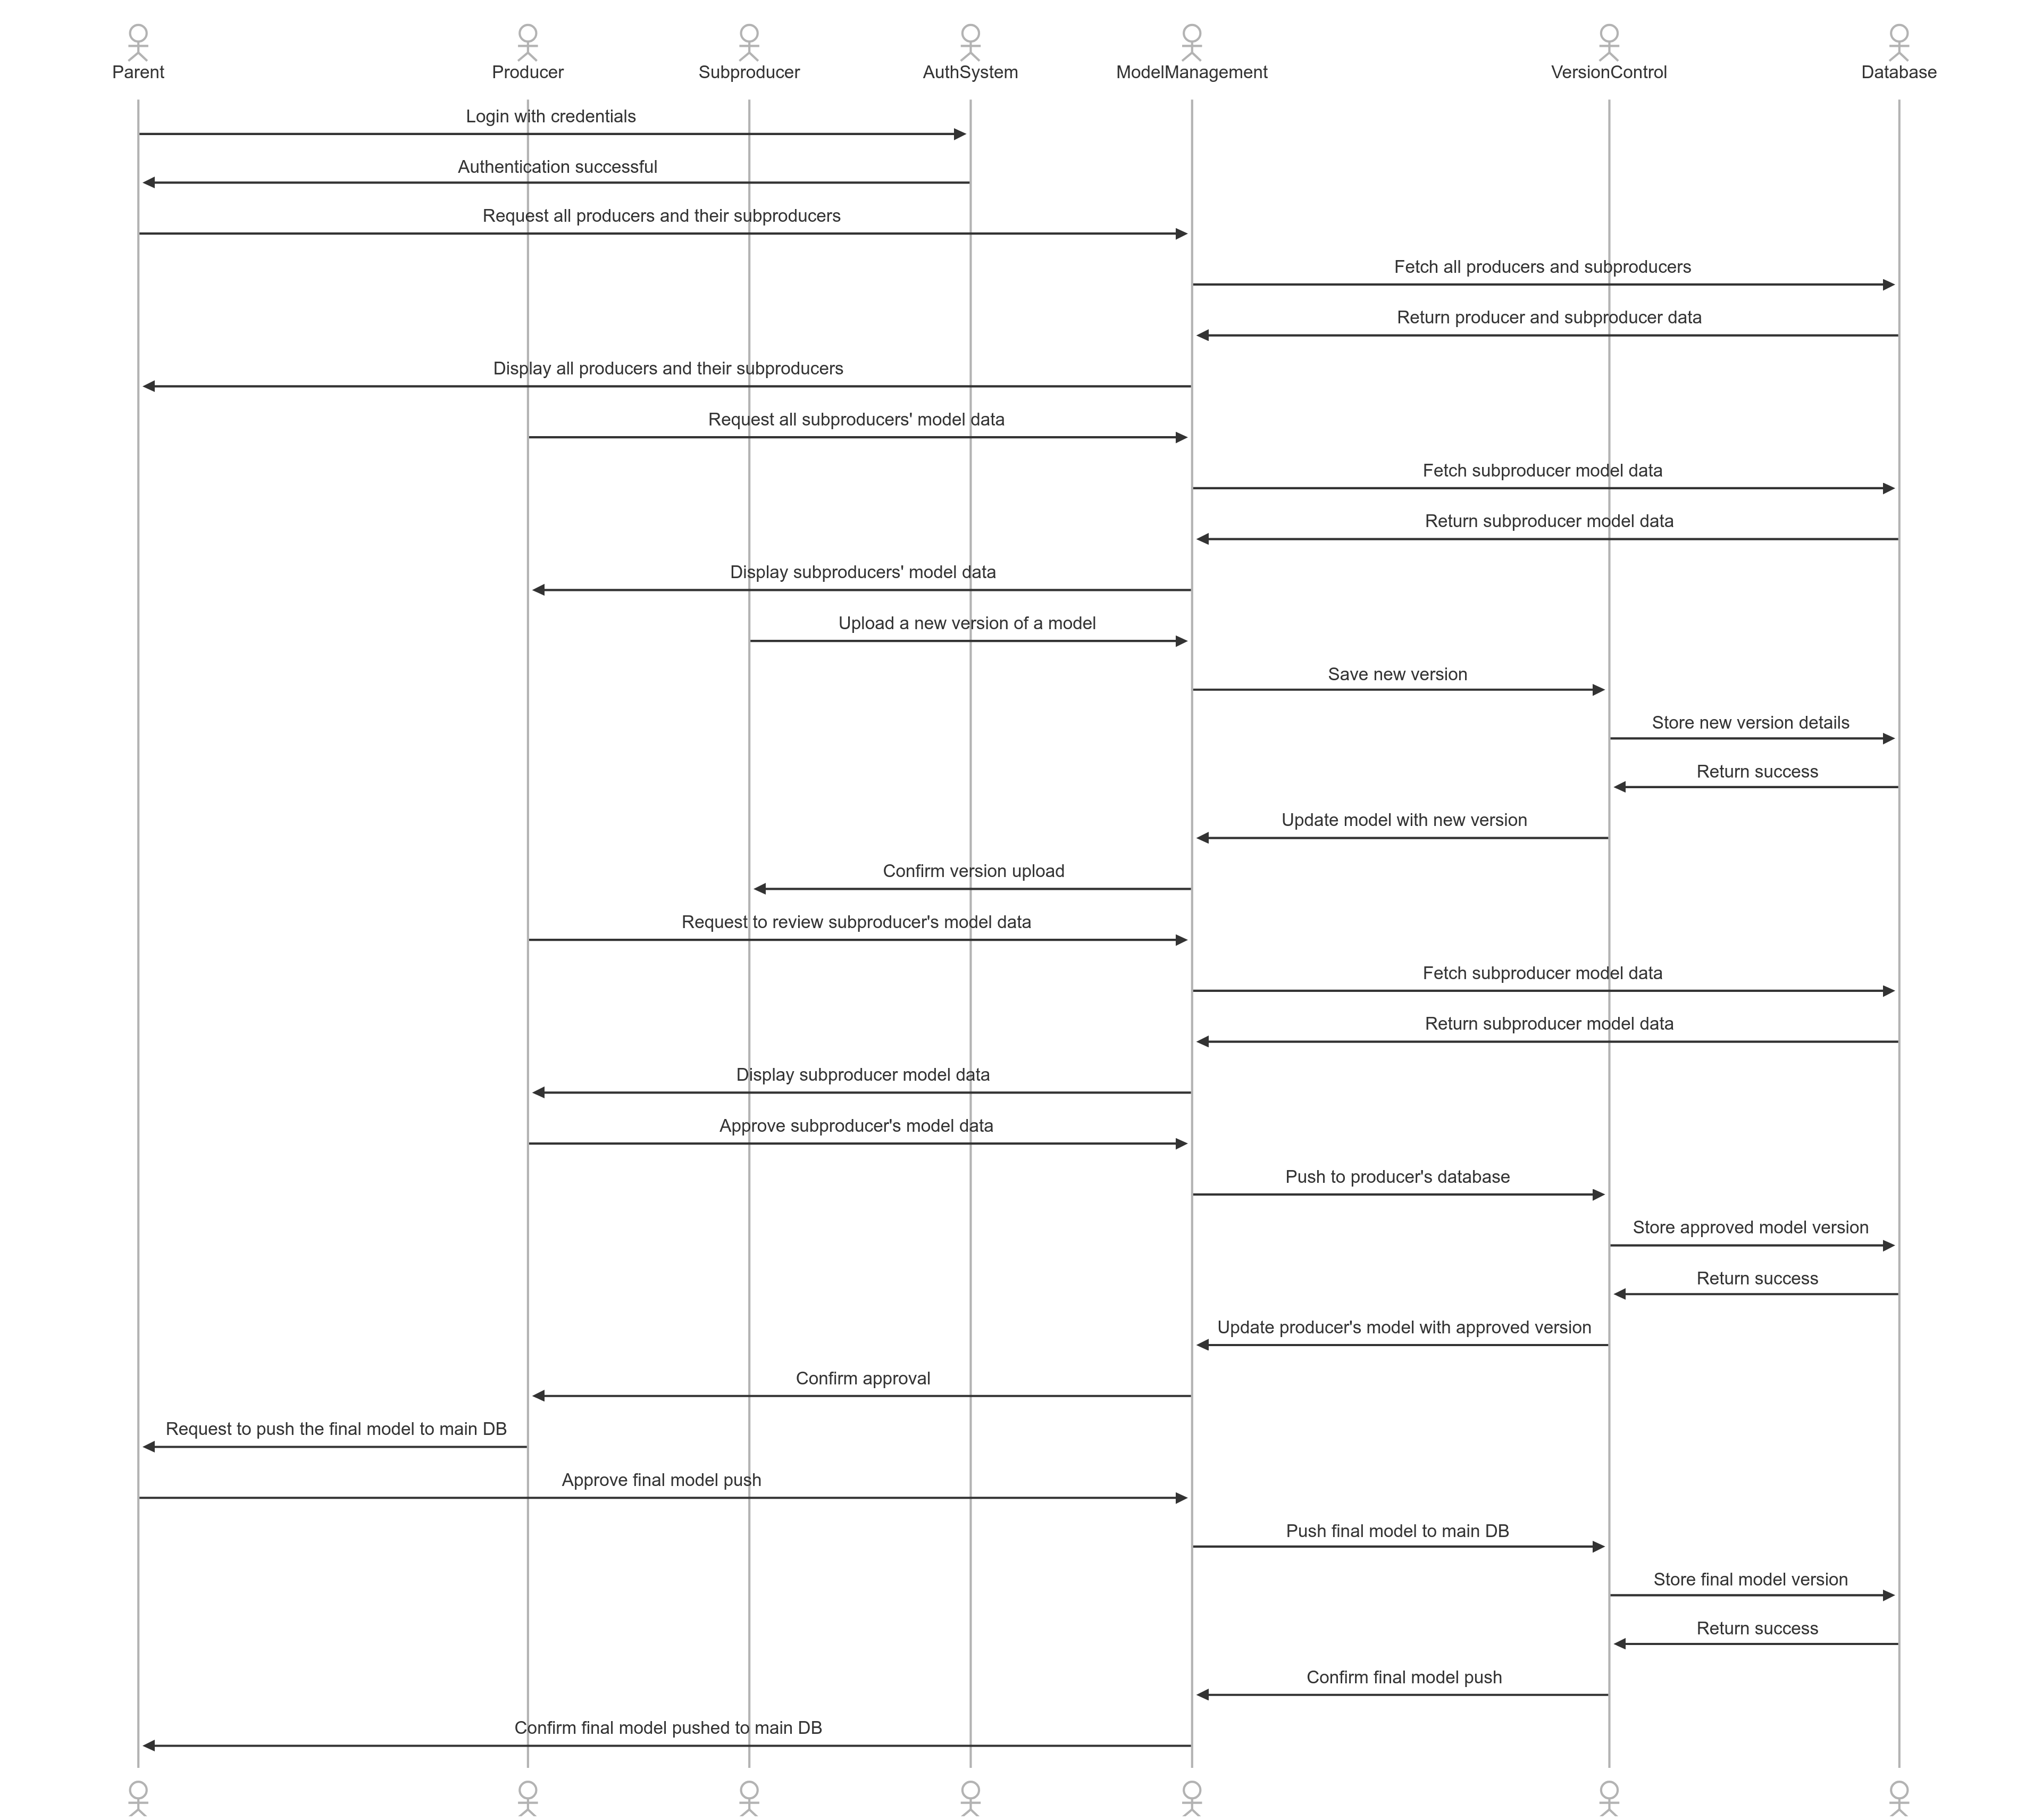 Parent
Producer
Subproducer
AuthSystem
ModelManagement
VersionControl
Database
Login with credentials
Authentication successful
Request all producers and their subproducers
Fetch all producers and subproducers
Return producer and subproducer data
Display all producers and their subproducers
Request all subproducers' model data
Fetch subproducer model data
Return subproducer model data
Display subproducers' model data
Upload a new version of a model
Save new version
Store new version details
Return success
Update model with new version
Confirm version upload
Request to review subproducer's model data
Fetch subproducer model data
Return subproducer model data
Display subproducer model data
Approve subproducer's model data
Push to producer's database
Store approved model version
Return success
Update producer's model with approved version
Confirm approval
Request to push the final model to main DB
Approve final model push
Push final model to main DB
Store final model version
Return success
Confirm final model push
Confirm final model pushed to main DB